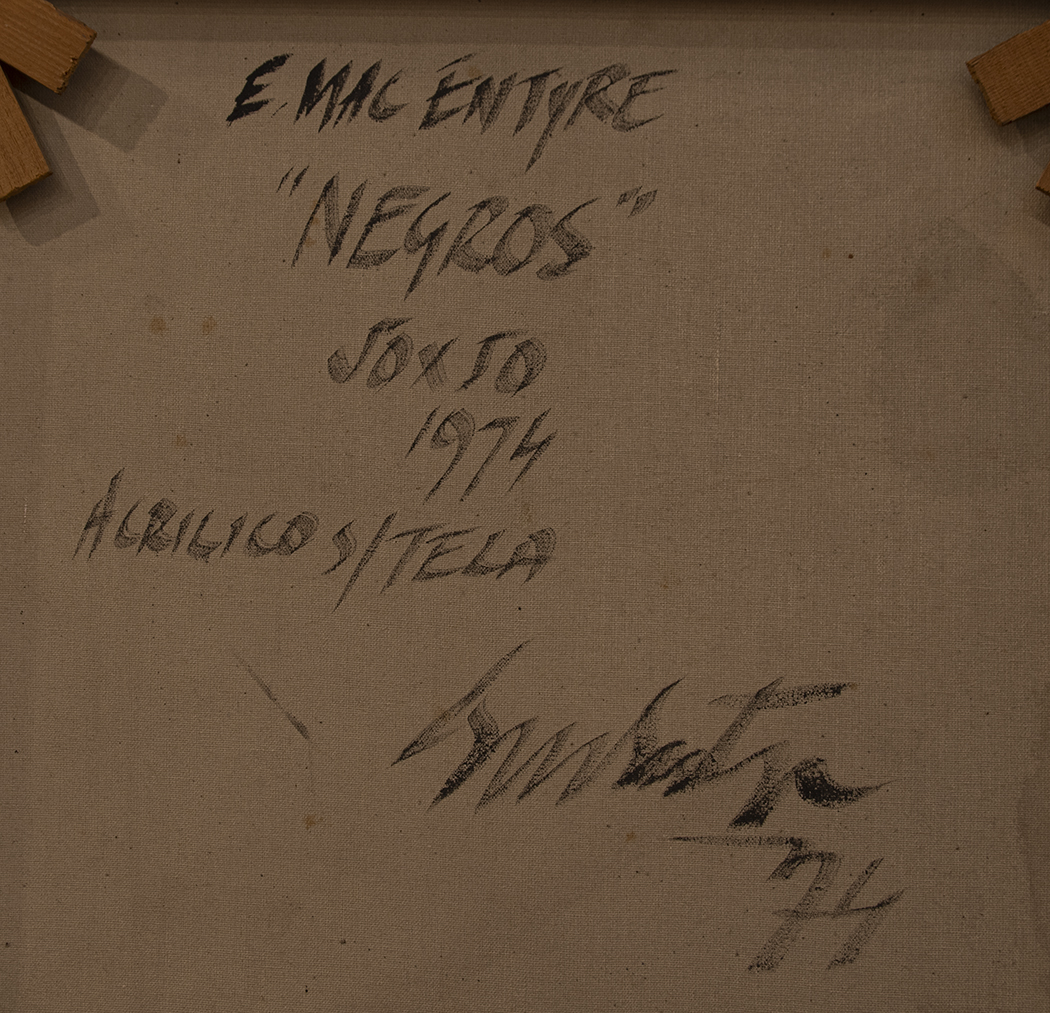 E. MAC ENTYRE
"NEGROS"
50x50
1974
ACRILICO S/TELA
74